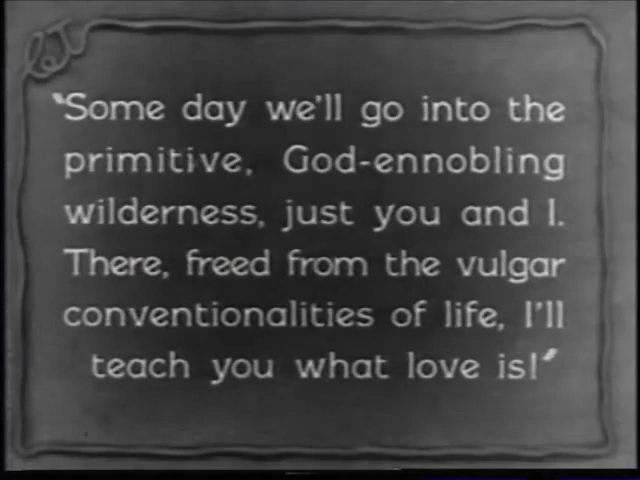 "Some day we'll go into the
primitive, God-ennobling
wilderness, just you and I.
There, freed from the vulgar
conventionalities of life, I'll
teach you what love is!"